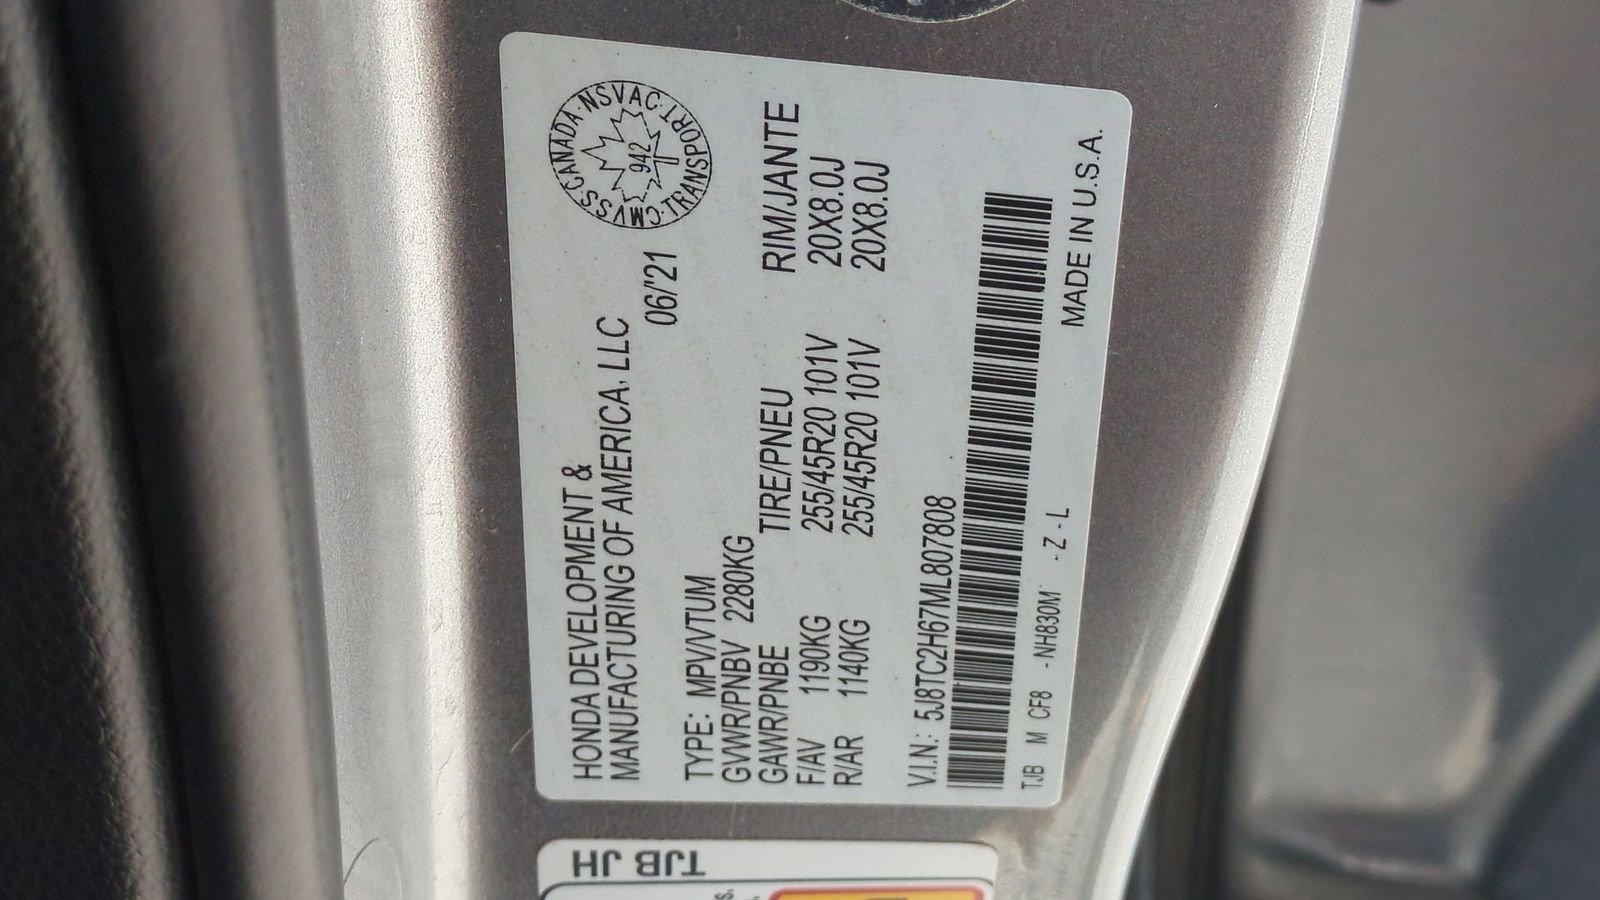 HONDA DEVELOPMENT &
MANUFACTURING OF AMERICA, LLC
06/'21
CMVSS·CANADA·NSVAC·TRANSPORT
942
TYPE: MPV/VTUM
GVWR/PNBV 2280KG
GAWR/PNBE TIRE/PNEU RIM/JANTE
F/AV 1190KG 255/45R20 101V 20X8.0J
R/AR 1140KG 255/45R20 101V 20X8.0J
V.I.N.: 5J8TC2H67ML807808
MADE IN U.S.A.
TJB M CF8 -NH830M -Z-L
TJB JH